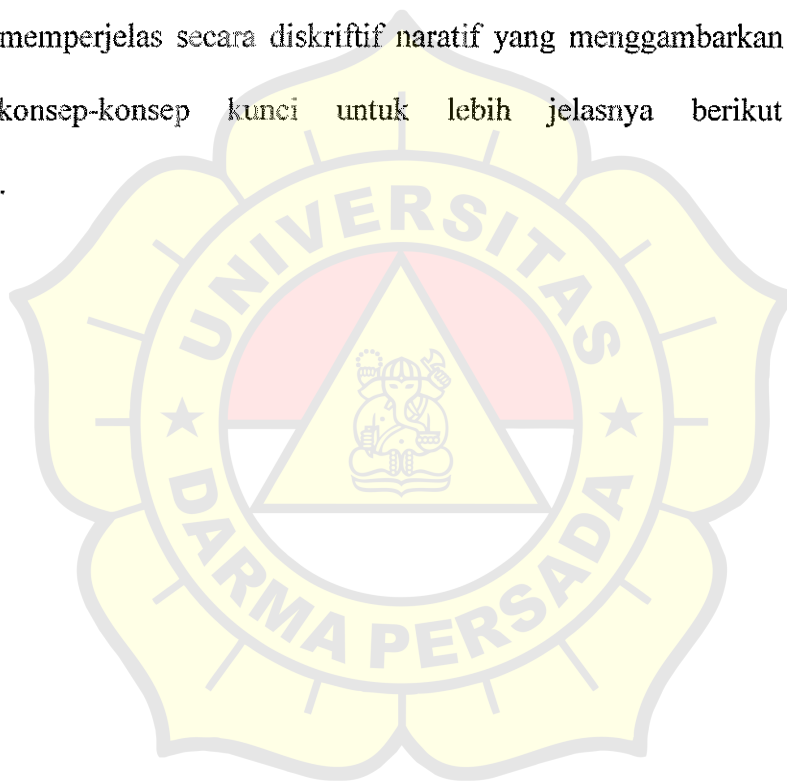 memperjelas secara diskriftif naratif yang menggambarkan
konsep-konsep kunci untuk lebih jelasnya berikut
.
UNIVERSITAS
DARMA PERSADA